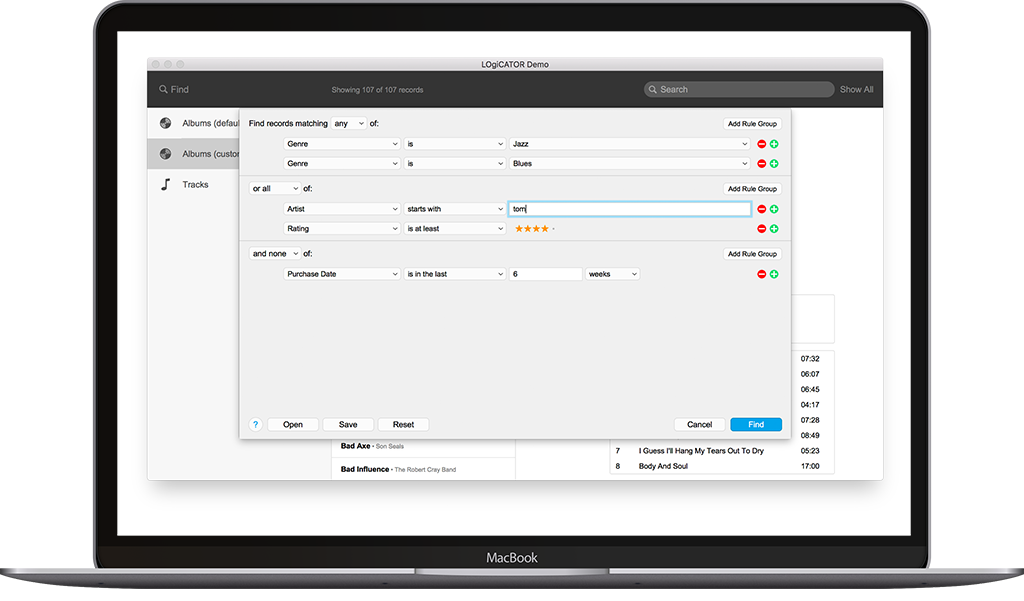 LOgiCATOR Demo
Find Showing 107 of 107 records Search Show All
Albums (defaul
Albums (custor
Tracks
Find records matching any of: Add Rule Group
Genre is Jazz
Genre is Blues
or all of: Add Rule Group
Artist starts with tom
Rating is at least ★★★★ ·
and none of: Add Rule Group
Purchase Date is in the last 6 weeks
07:32
06:07
06:45
04:17
07:28
08:49
? Open Save Reset Cancel Find
Bad Axe • Son Seals
7 I Guess I'll Hang My Tears Out To Dry 05:23
8 Body And Soul 17:00
Bad Influence • The Robert Cray Band
MacBook